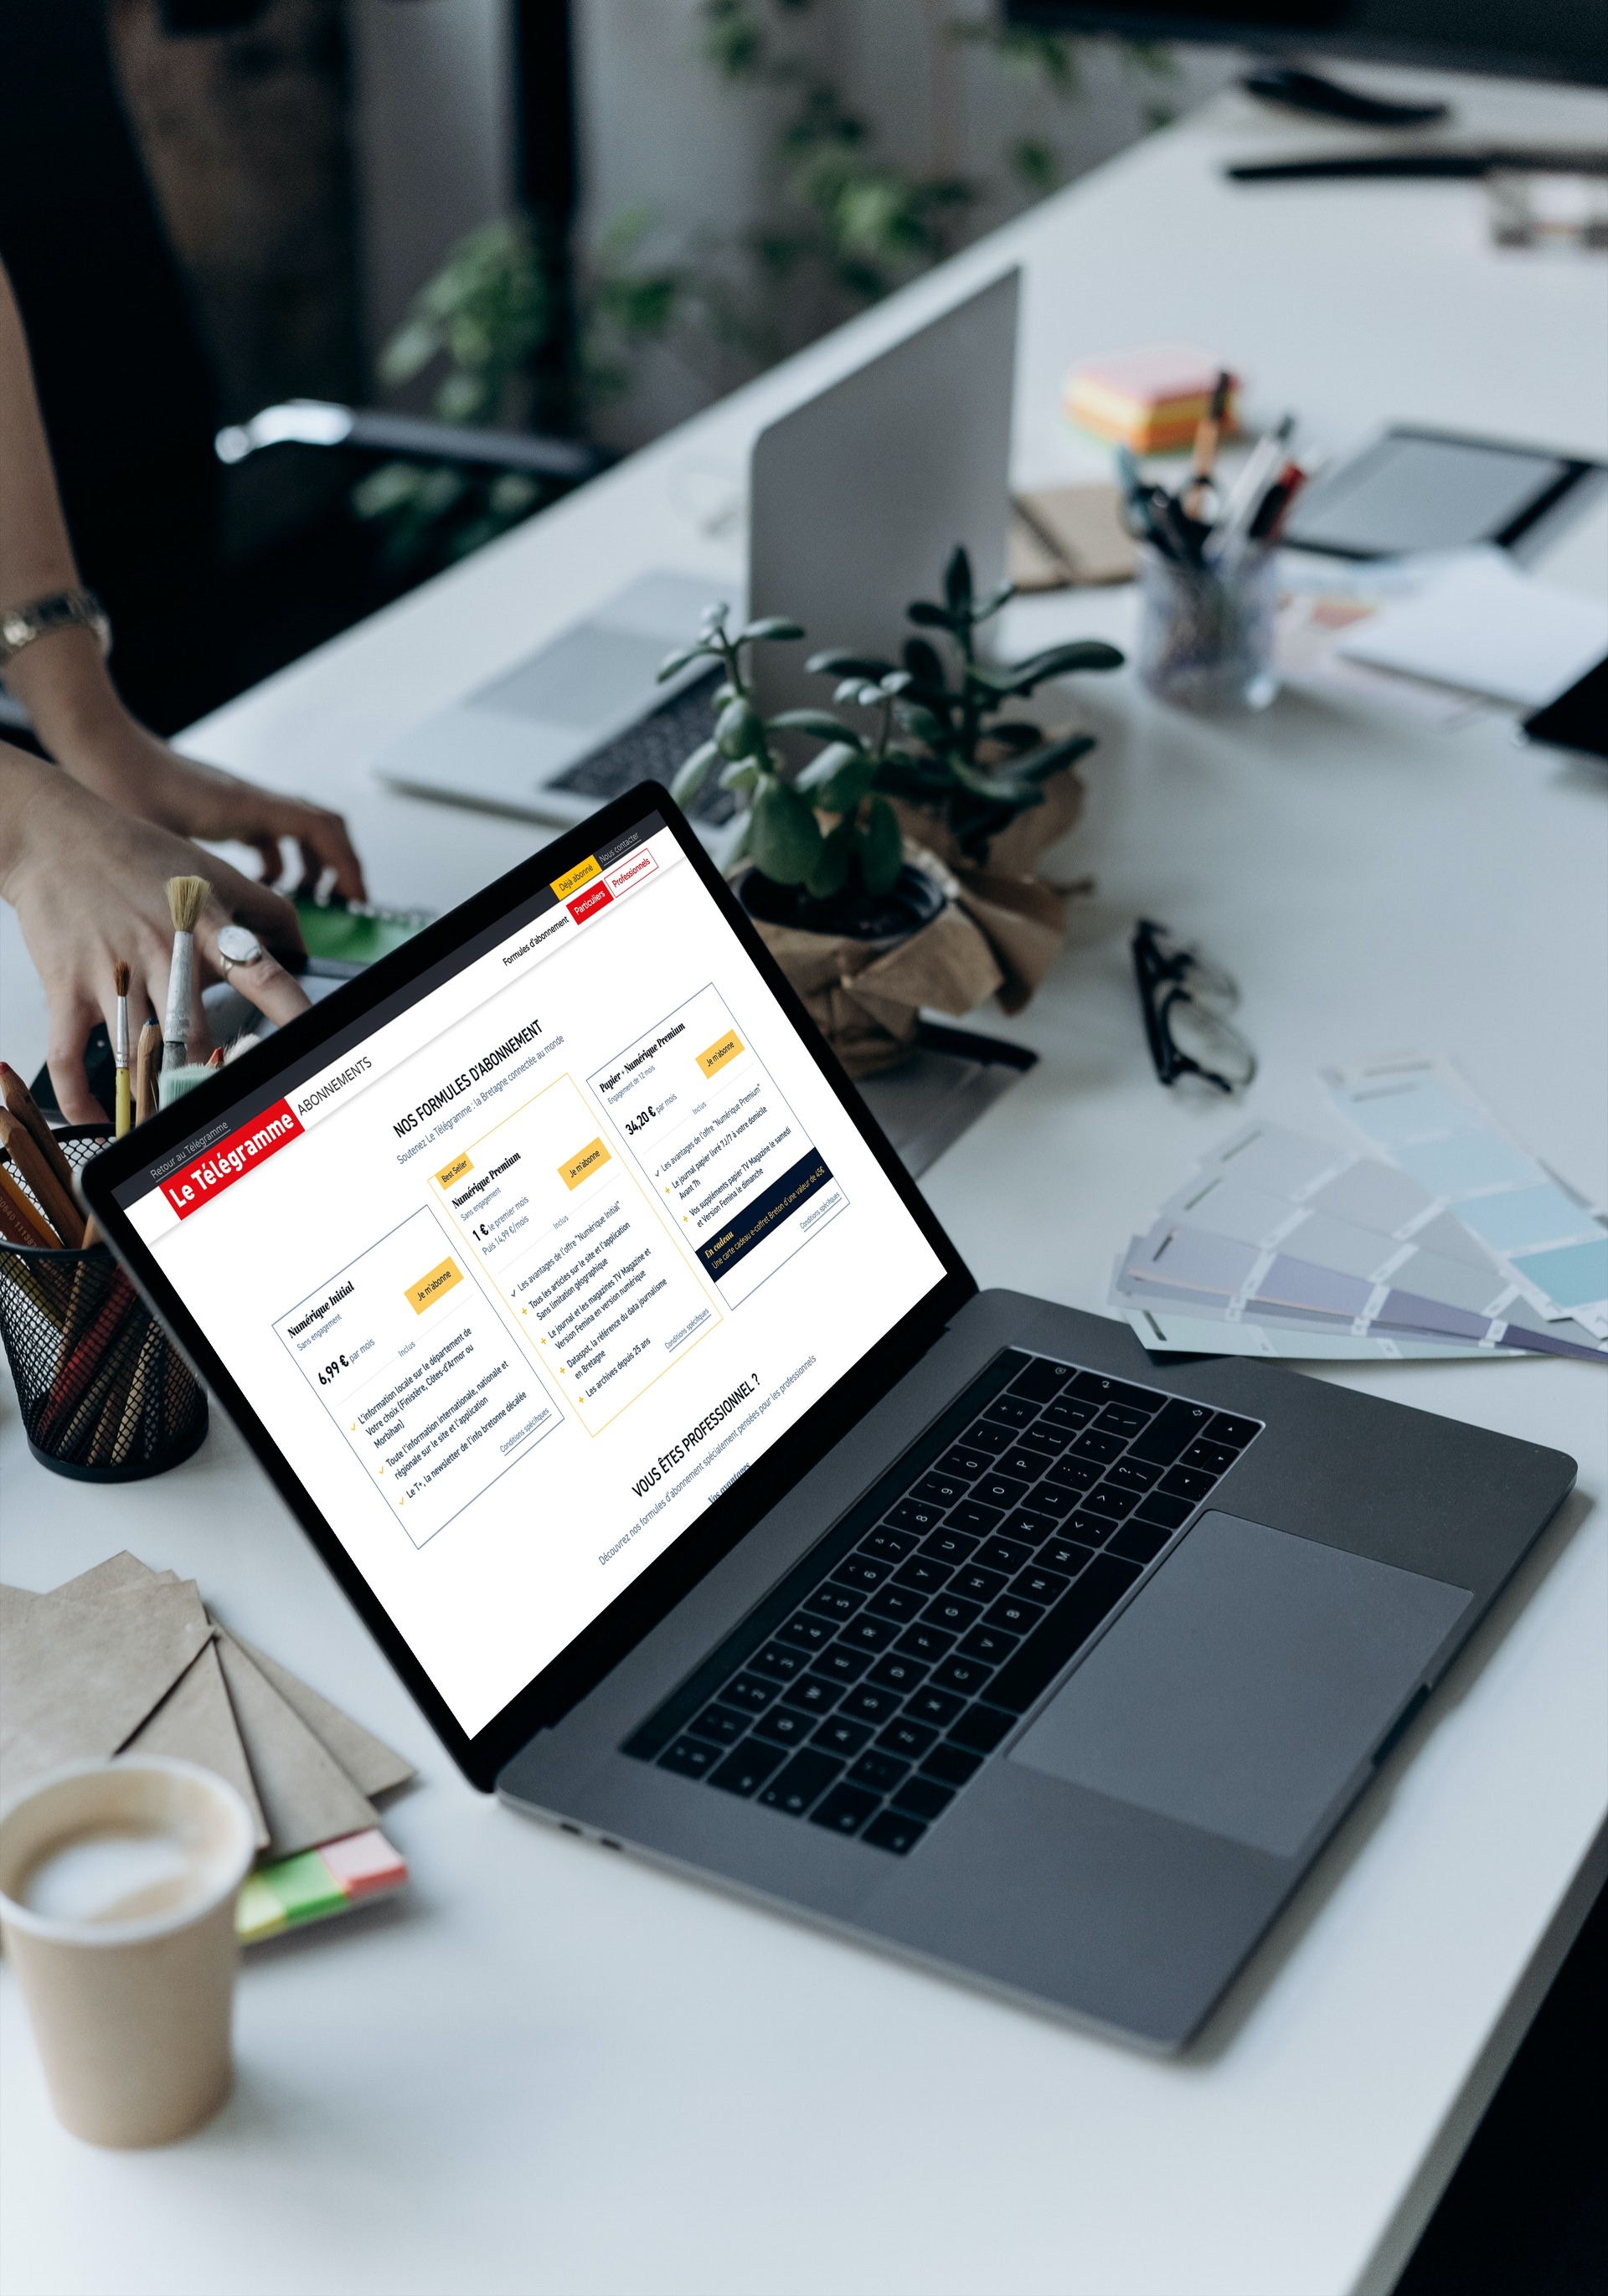 Retour au Télégramme
Déjà abonné
Nous contacter
Le Télégramme
ABONNEMENTS
Formules d'abonnement
Particuliers
Professionnels
NOS FORMULES D'ABONNEMENT
Soutenez Le Télégramme : la Bretagne connectée au monde
Numérique Initial
Sans engagement
6,99 € par mois
Je m'abonne
Inclus
L'information locale sur le département de
Votre choix (Finistère, Côtes-d'Armor ou
Morbihan)
Toute l'information internationale, nationale et
régionale sur le site et l'application
Le T+, la newsletter de l'info bretonne décalée
Conditions spécifiques
Best Seller
Numérique Premium
Sans engagement
1 € le premier mois
Puis 14,99 €/mois
Je m'abonne
Inclus
Les avantages de l'offre "Numérique Initial"
Tous les articles sur le site et l'application
Sans limitation géographique
Le journal et les magazines TV Magazine et
Version Femina en version numérique
Dataspot, la référence du data journalisme
en Bretagne
Les archives depuis 25 ans
Conditions spécifiques
Papier + Numérique Premium
Engagement de 12 mois
34,20 € par mois
Je m'abonne
Inclus
Les avantages de l'offre "Numérique Premium"
Le journal papier livré 7J/7 à votre domicile
Avant 7h
Vos suppléments papier TV Magazine le samedi
et Version Femina le dimanche
En cadeau
Une carte cadeau e-coffret Breton d'une valeur de 45€
Conditions spécifiques
VOUS ÊTES PROFESSIONNEL ?
Découvrez nos formules d'abonnement spécialement pensées pour les professionnels
Vos avantages